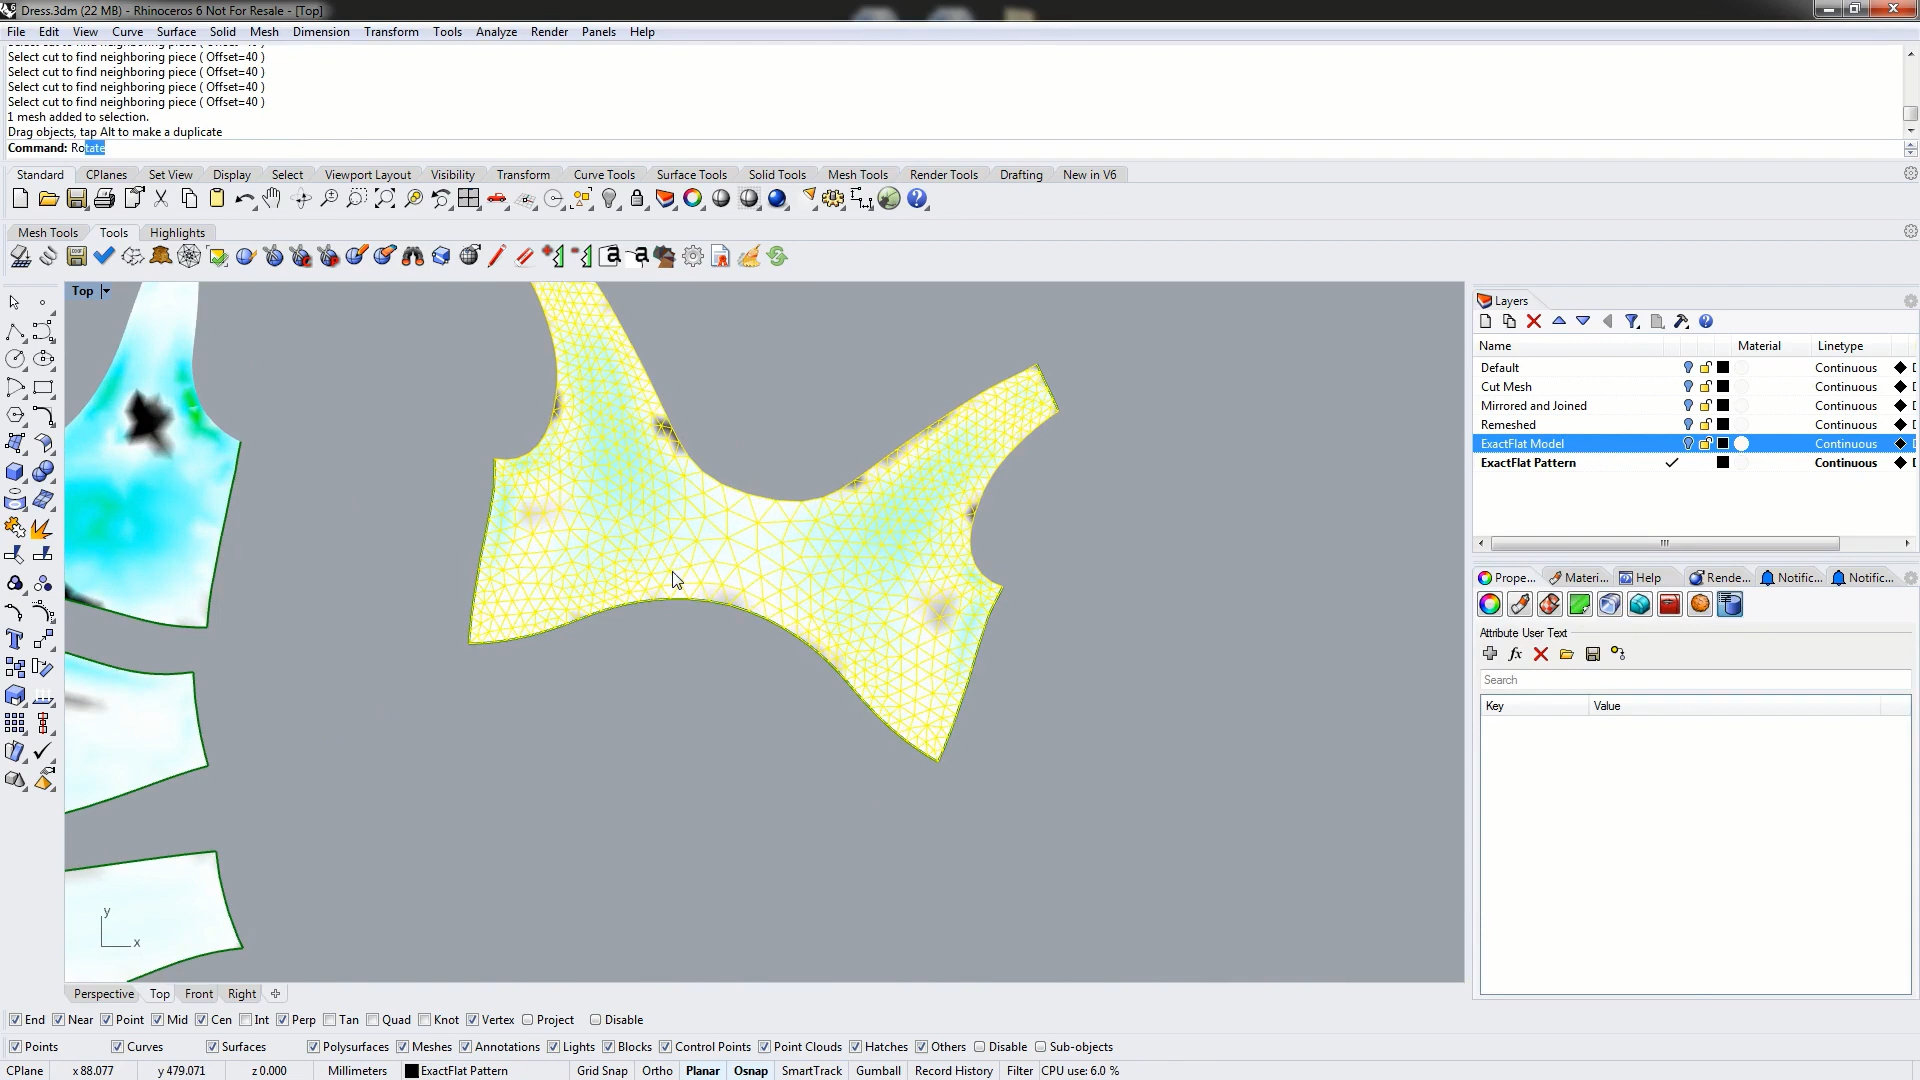 Dress.3dm (22 MB) - Rhinoceros 6 Not For Resale - [Top]
File Edit View Curve Surface Solid Mesh Dimension Transform Tools Analyze Render Panels Help
Select cut to find neighboring piece ( Offset=40 )
Select cut to find neighboring piece ( Offset=40 )
Select cut to find neighboring piece ( Offset=40 )
Select cut to find neighboring piece ( Offset=40 )
Select cut to find neighboring piece ( Offset=40 )
1 mesh added to selection.
Drag objects, tap Alt to make a duplicate
Command: Rotate
Standard CPlanes Set View Display Select Viewport Layout Visibility Transform Curve Tools Surface Tools Solid Tools Mesh Tools Render Tools Drafting New in V6
Mesh Tools Tools Highlights
Top
Layers
Name Material Linetype
Default Continuous
Cut Mesh Continuous
Mirrored and Joined Continuous
Remeshed Continuous
ExactFlat Model Continuous
ExactFlat Pattern Continuous
Prope... Materi... Help Rende... Notific... Notific...
Attribute User Text
Search
Key Value
y
x
Perspective Top Front Right
End Near Point Mid Cen Int Perp Tan Quad Knot Vertex Project Disable
Points Curves Surfaces Polysurfaces Meshes Annotations Lights Blocks Control Points Point Clouds Hatches Others Disable Sub-objects
CPlane x 88.077 y 479.071 z 0.000 Millimeters ExactFlat Pattern Grid Snap Ortho Planar Osnap SmartTrack Gumball Record History Filter CPU use: 6.0 %